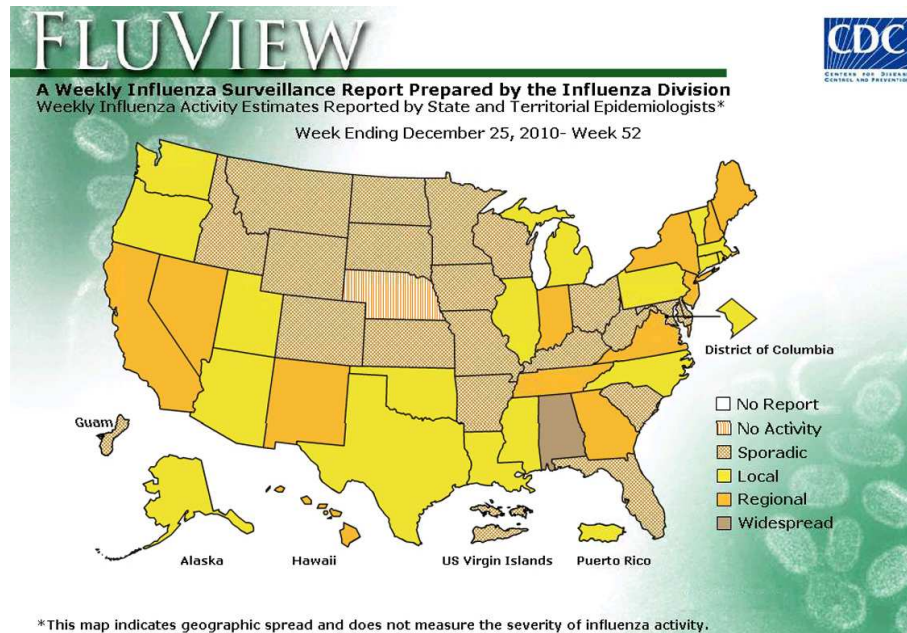 FLUVIEW
CDC
CENTERS FOR DISEASE
CONTROL AND PREVENTION
A Weekly Influenza Surveillance Report Prepared by the Influenza Division
Weekly Influenza Activity Estimates Reported by State and Territorial Epidemiologists*
Week Ending December 25, 2010- Week 52
District of Columbia
No Report
No Activity
Sporadic
Local
Regional
Widespread
Guam
Alaska
Hawaii
US Virgin Islands
Puerto Rico
*This map indicates geographic spread and does not measure the severity of influenza activity.